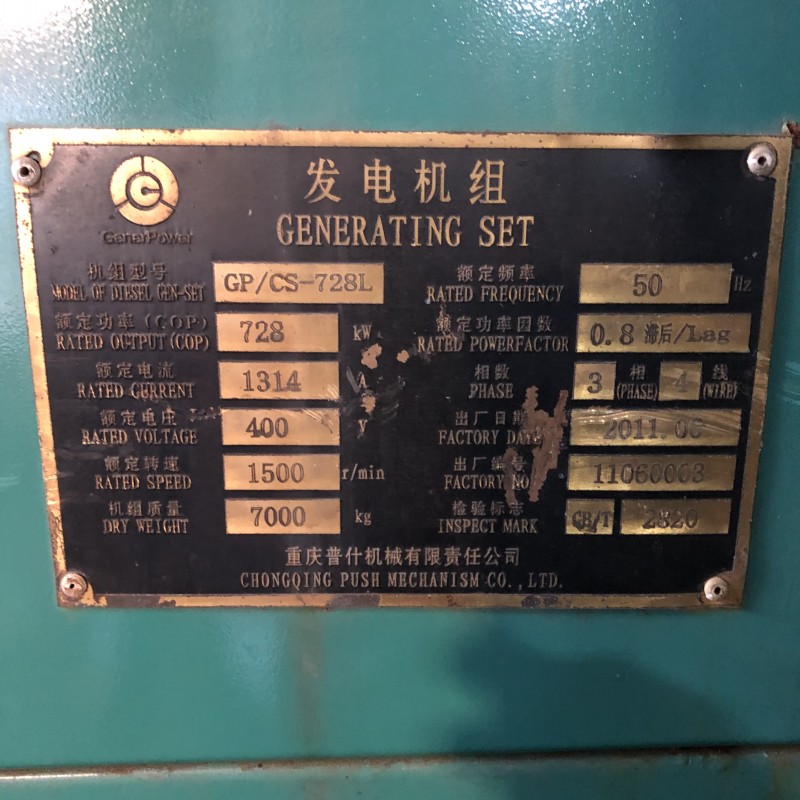 GenerPower
发电机组
GENERATING SET
机组型号
MODEL OF DIESEL GEN-SET
GP/CS-728L
额定频率
RATED FREQUENCY
50 Hz
额定功率(COP)
RATED OCTPUT(COP)
728 kW
额定功率因数
RATED POWERFACTOR
0.8 滞后/Lag
额定电流
RATED CURRENT
1314 A
相数
PHASE
3 相(PHASE) 4 线(WIRE)
额定电压
RATED VOLTAGE
400 V
出厂日期
FACTORY DATE
2011.06
额定转速
RATED SPEED
1500 r/min
出厂编号
FACTORY NO
11060003
机组质量
DRY WEIGHT
7000 kg
检验标志
INSPECT MARK
GB/T 2820
重庆普什机械有限责任公司
CHONGQING PUSH MECHANISM CO.,LTD.